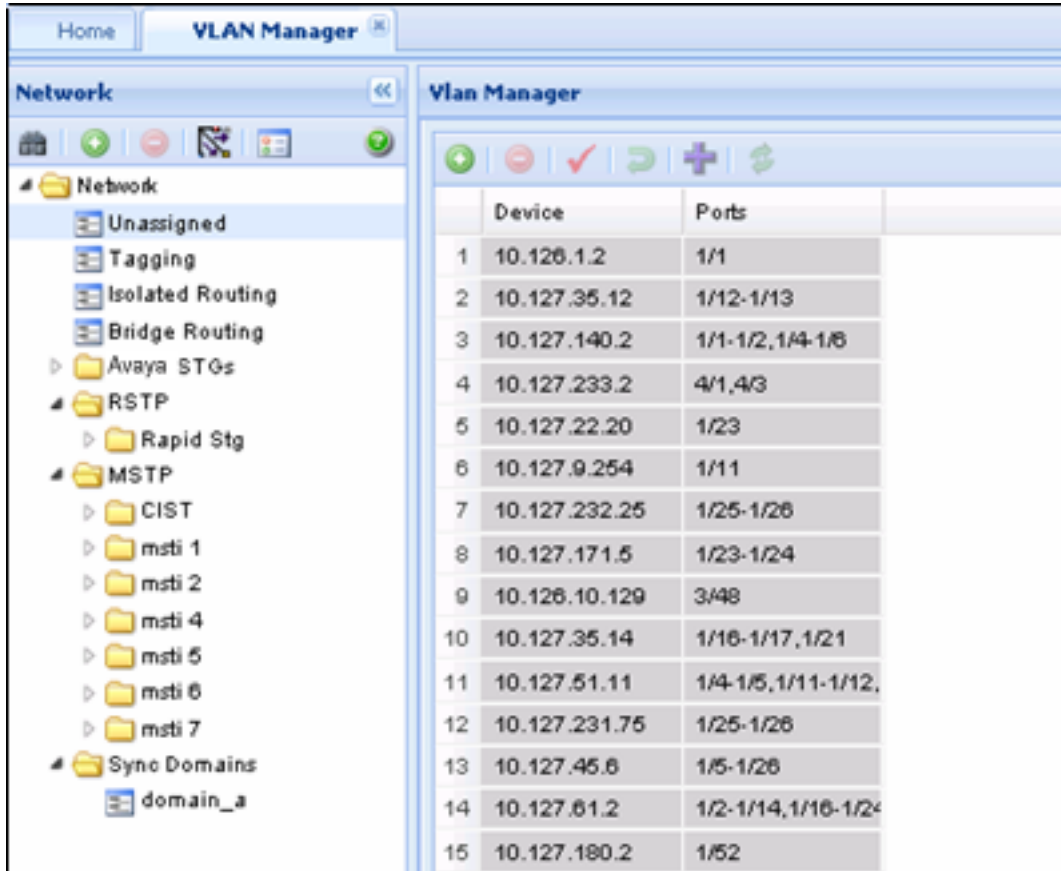 Home
VLAN Manager
Network
Vlan Manager
Network
Unassigned
Tagging
Isolated Routing
Bridge Routing
Avaya STGs
RSTP
Rapid Stg
MSTP
CIST
msti 1
msti 2
msti 4
msti 5
msti 6
msti 7
Sync Domains
domain_a
Device Ports
1 10.126.1.2 1/1
2 10.127.35.12 1/12-1/13
3 10.127.140.2 1/1-1/2,1/4-1/6
4 10.127.233.2 4/1,4/3
5 10.127.22.20 1/23
6 10.127.9.254 1/11
7 10.127.232.25 1/25-1/26
8 10.127.171.5 1/23-1/24
9 10.126.10.129 3/48
10 10.127.35.14 1/16-1/17,1/21
11 10.127.51.11 1/4-1/5,1/11-1/12,
12 10.127.231.75 1/25-1/26
13 10.127.45.6 1/5-1/26
14 10.127.61.2 1/2-1/14,1/16-1/24
15 10.127.180.2 1/52